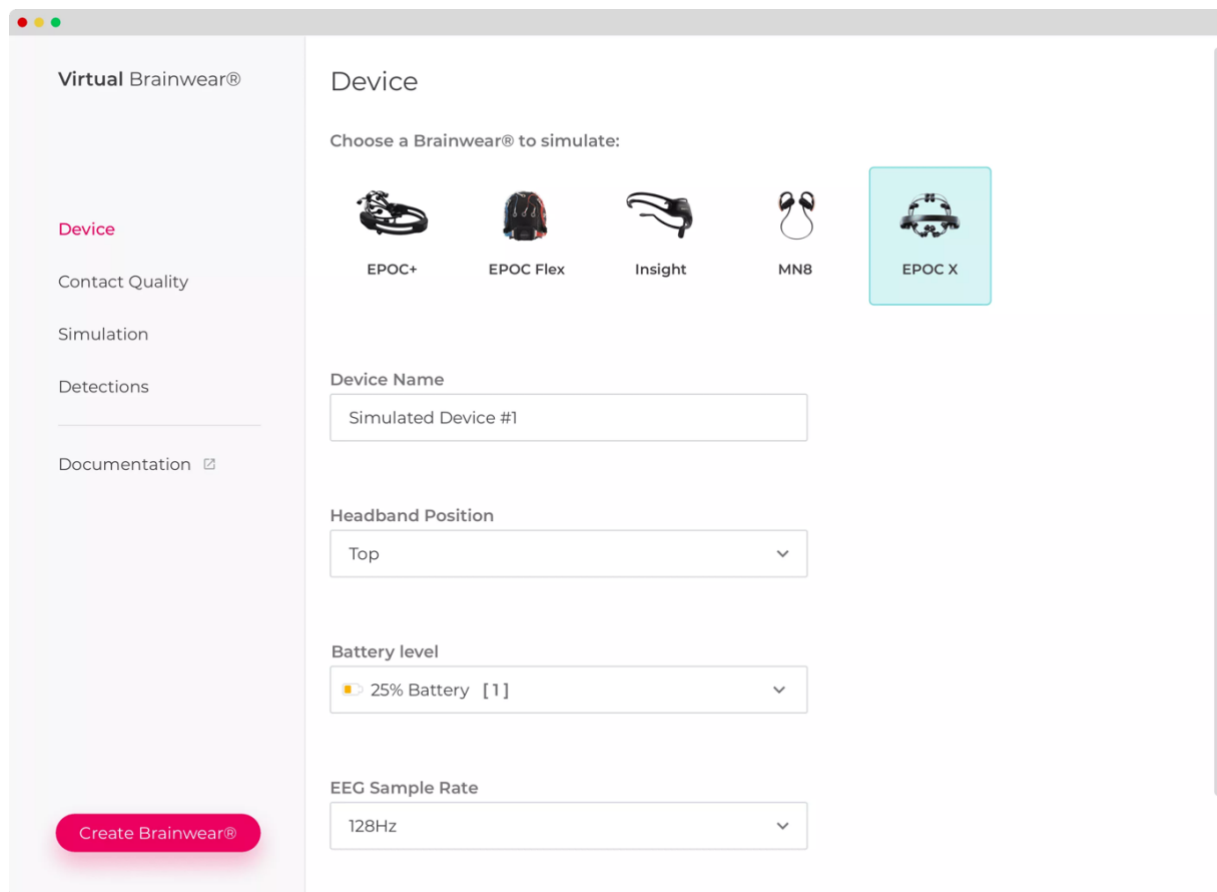 Virtual Brainwear®
Device
Contact Quality
Simulation
Detections
Documentation
Create Brainwear®
Device
Choose a Brainwear® to simulate:
EPOC+ EPOC Flex Insight MN8 EPOC X
Device Name
Simulated Device #1
Headband Position
Top
Battery level
25% Battery [ 1 ]
EEG Sample Rate
128Hz